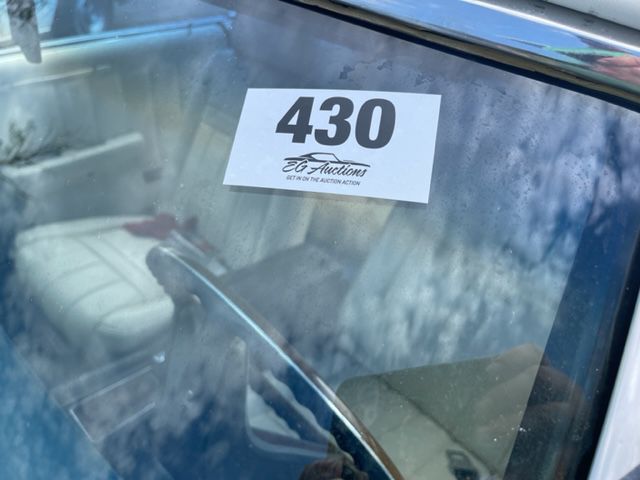 430
EG Auctions
GET IN ON THE AUCTION ACTION